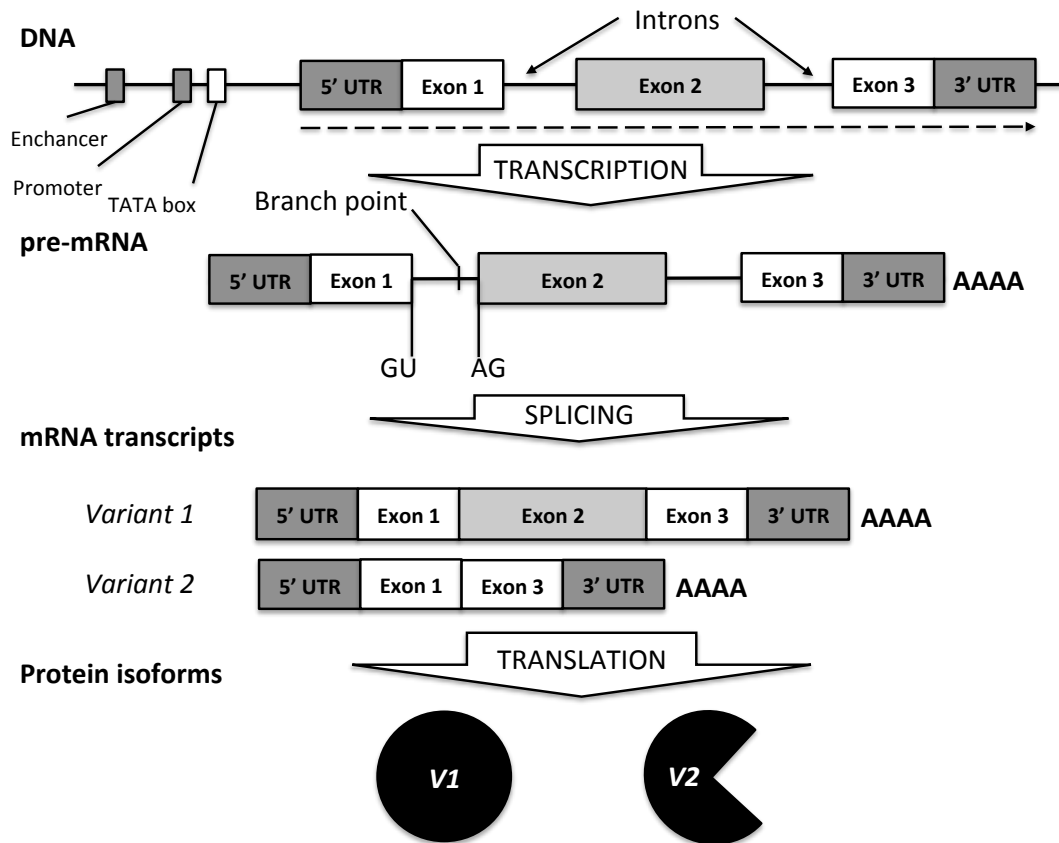 Introns
DNA
5' UTR Exon 1 Exon 2 Exon 3 3' UTR
Enchancer
Promoter
TATA box
TRANSCRIPTION
Branch point
pre-mRNA
5' UTR Exon 1 Exon 2 Exon 3 3' UTR AAAA
GU AG
SPLICING
mRNA transcripts
Variant 1 5' UTR Exon 1 Exon 2 Exon 3 3' UTR AAAA
Variant 2 5' UTR Exon 1 Exon 3 3' UTR AAAA
TRANSLATION
Protein isoforms
V1 V2